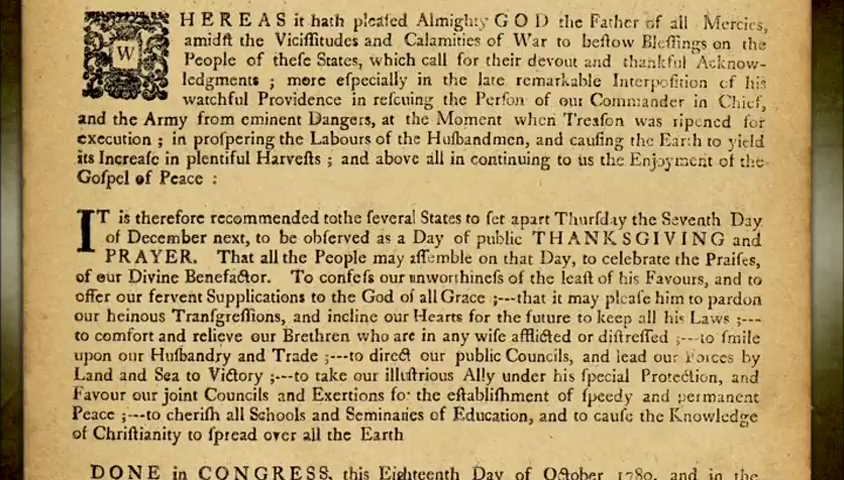 WHEREAS it hath pleaſed Almighty GOD the Father of all Mercies,
amidſt the Viciſſitudes and Calamities of War to beſtow Bleſſings on the
People of theſe States, which call for their devout and thankful Acknow-
ledgments ; more eſpecially in the late remarkable Interpoſition of his
watchful Providence in reſcuing the Perſon of our Commander in Chief,
and the Army from eminent Dangers, at the Moment when Treaſon was ripened for
execution ; in proſpering the Labours of the Huſbandmen, and cauſing the Earth to yield
its Increaſe in plentiful Harveſts ; and above all in continuing to us the Enjoyment of the
Goſpel of Peace :
IT is therefore recommended tothe ſeveral States to ſet apart Thurſday the Seventh Day
of December next, to be obſerved as a Day of public THANKSGIVING and
PRAYER. That all the People may aſſemble on that Day, to celebrate the Praiſes,
of our Divine Benefactor. To confeſs our unworthineſs of the leaſt of his Favours, and to
offer our fervent Supplications to the God of all Grace ;---that it may pleaſe him to pardon
our heinous Tranſgreſſions, and incline our Hearts for the future to keep all his Laws ;---
to comfort and relieve our Brethren who are in any wiſe afflicted or diſtreſſed ;---to ſmile
upon our Huſbandry and Trade ;---to direct our public Councils, and lead our Forces by
Land and Sea to Victory ;---to take our illuſtrious Ally under his ſpecial Protection, and
Favour our joint Councils and Exertions for the eſtabliſhment of ſpeedy and permanent
Peace ;---to cheriſh all Schools and Seminaries of Education, and to cauſe the Knowledge
of Chriſtianity to ſpread over all the Earth
DONE in CONGRESS, this Eighteenth Day of October 1780, and in the